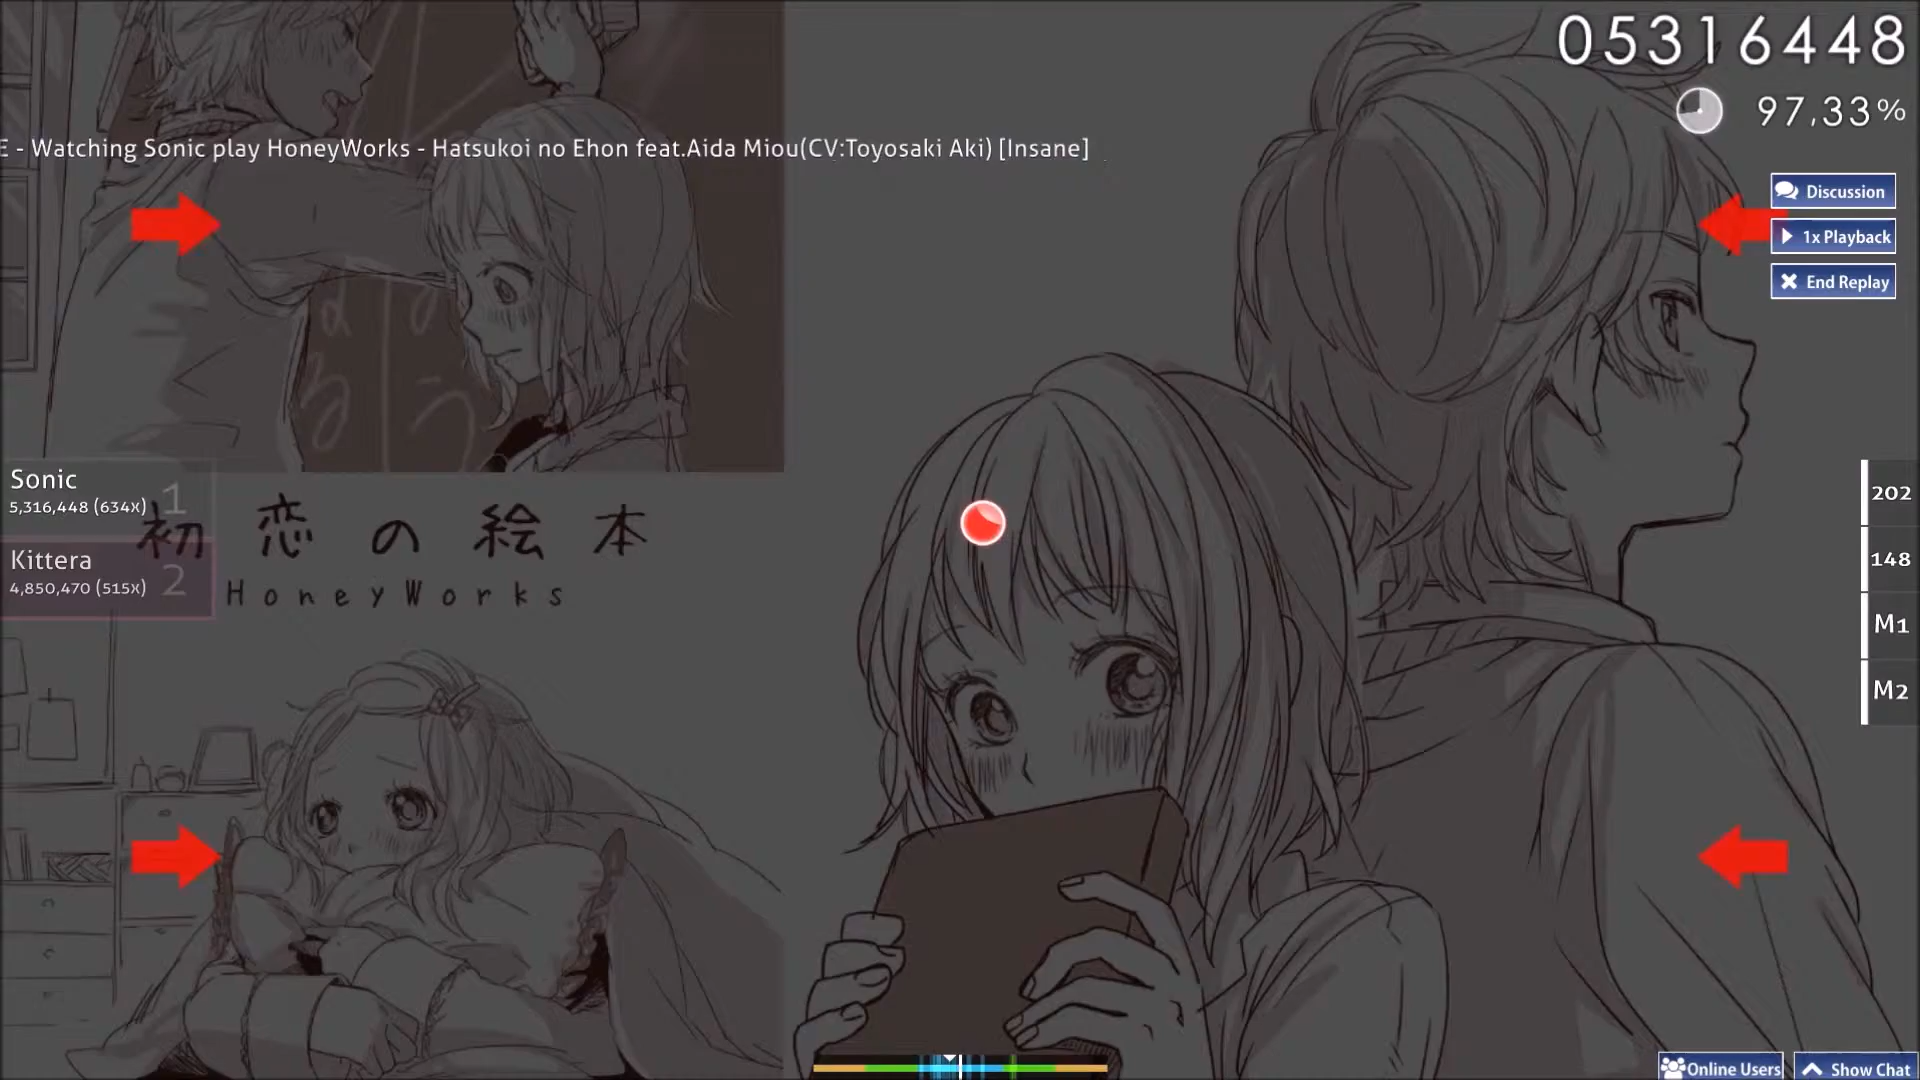 05316448
97,33%
E - Watching Sonic play HoneyWorks - Hatsukoi no Ehon feat.Aida Miou(CV:Toyosaki Aki) [Insane]
Discussion
1x Playback
End Replay
Sonic
5,316,448 (634x)
1
Kittera
4,850,470 (515x)
2
初恋の絵本
HoneyWorks
202
148
M1
M2
Online Users
Show Chat